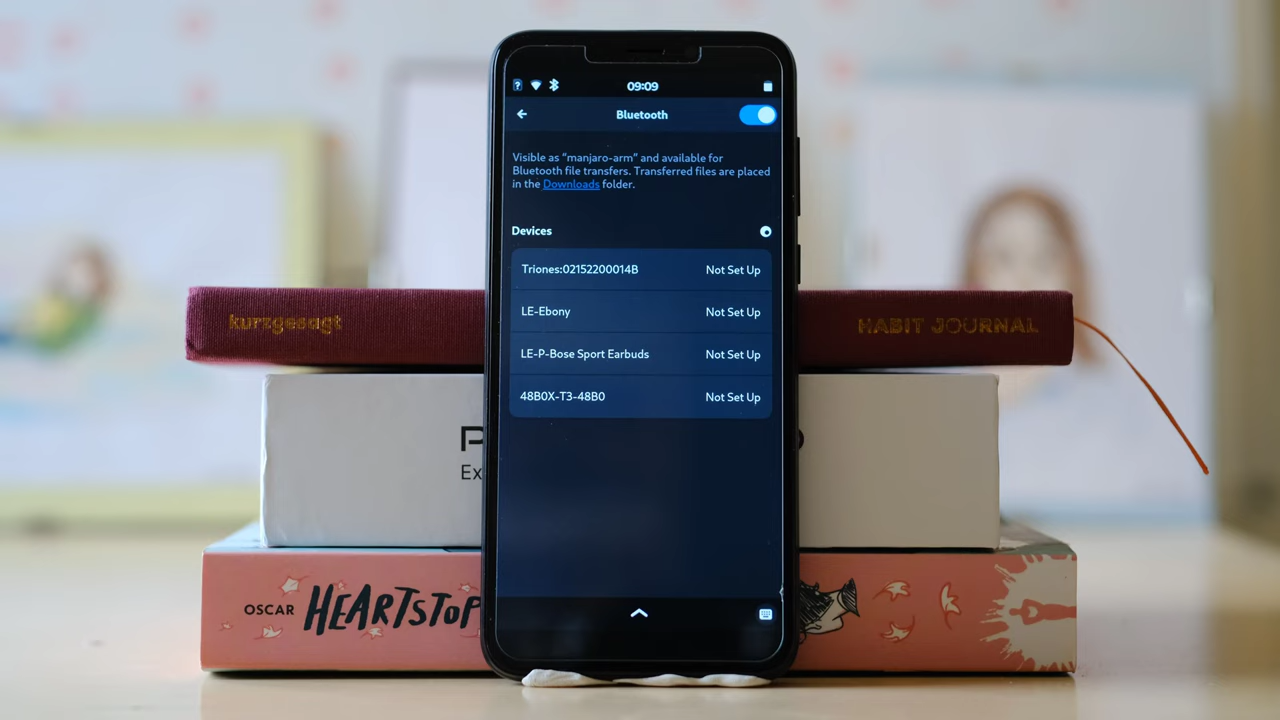 09:09
Bluetooth
Visible as “manjaro-arm” and available for
Bluetooth file transfers. Transferred files are placed
in the Downloads folder.
Devices
Triones:02152200014B Not Set Up
LE-Ebony Not Set Up
LE-P-Bose Sport Earbuds Not Set Up
48B0X-T3-48B0 Not Set Up
kurzgesagt
HABIT JOURNAL
P
Ex
OSCAR HEARTSTOP